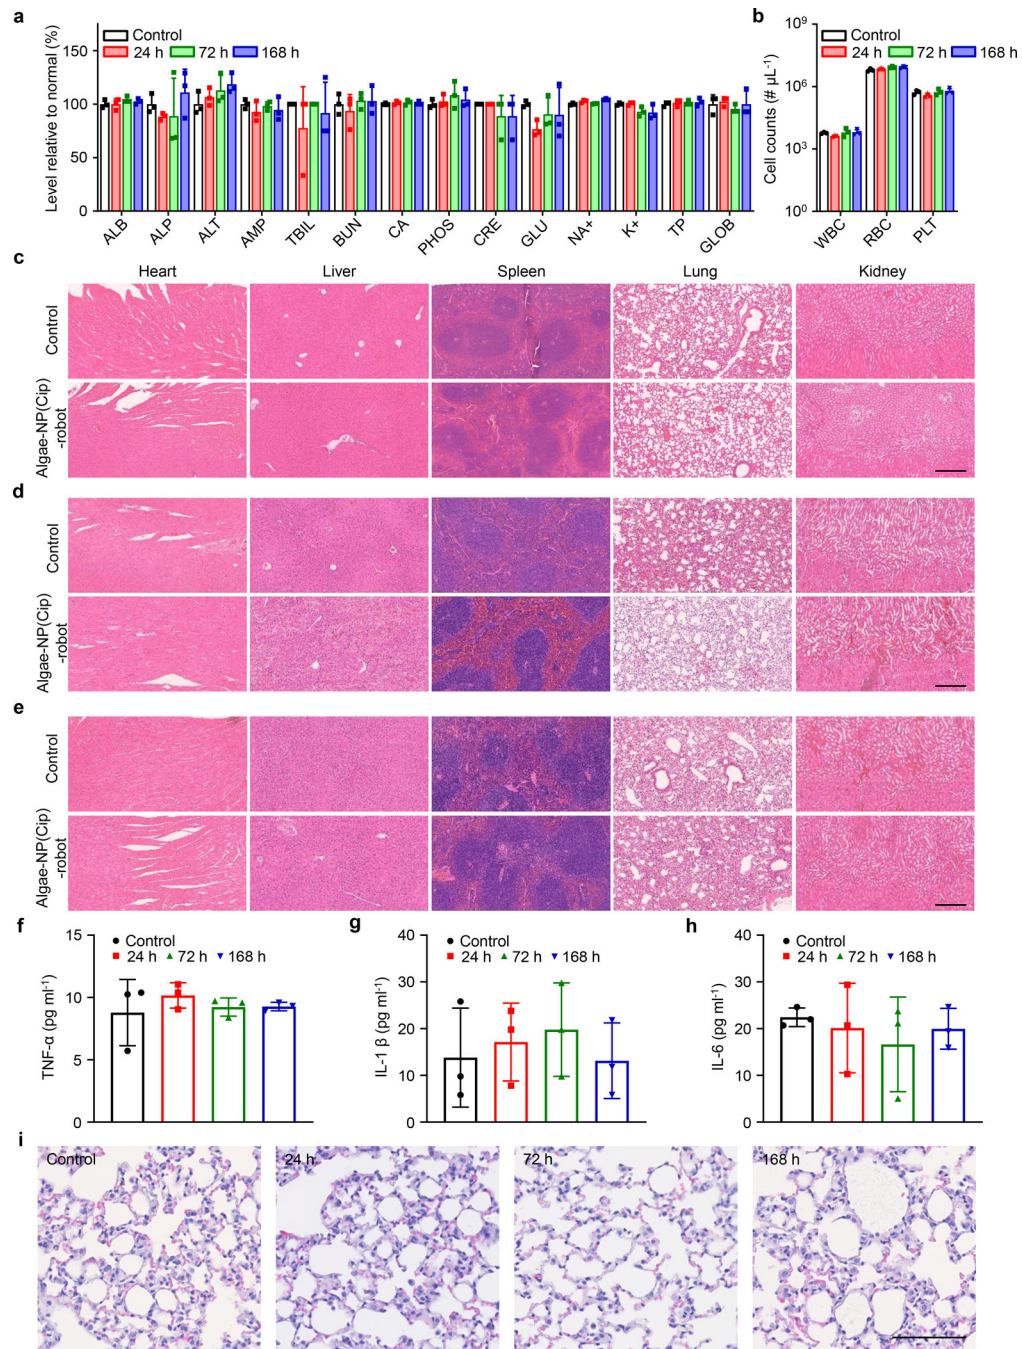 a
Level relative to normal (%)
150
100
50
0
Control
24 h 72 h 168 h
ALB ALP ALT AMP TBIL BUN CA PHOS CRE GLU NA+ K+ TP GLOB
b
Cell counts (# µL⁻¹)
10⁹
10⁶
10³
10⁰
Control
24 h 72 h 168 h
WBC RBC PLT
c
Heart Liver Spleen Lung Kidney
Control
Algae-NP(Cip)
-robot
d
Control
Algae-NP(Cip)
-robot
e
Control
Algae-NP(Cip)
-robot
f
TNF-α (pg ml⁻¹)
15
10
5
0
Control
24 h 72 h 168 h
g
IL-1 β (pg ml⁻¹)
40
30
20
10
0
Control
24 h 72 h 168 h
h
IL-6 (pg ml⁻¹)
40
30
20
10
0
Control
24 h 72 h 168 h
i
Control 24 h 72 h 168 h